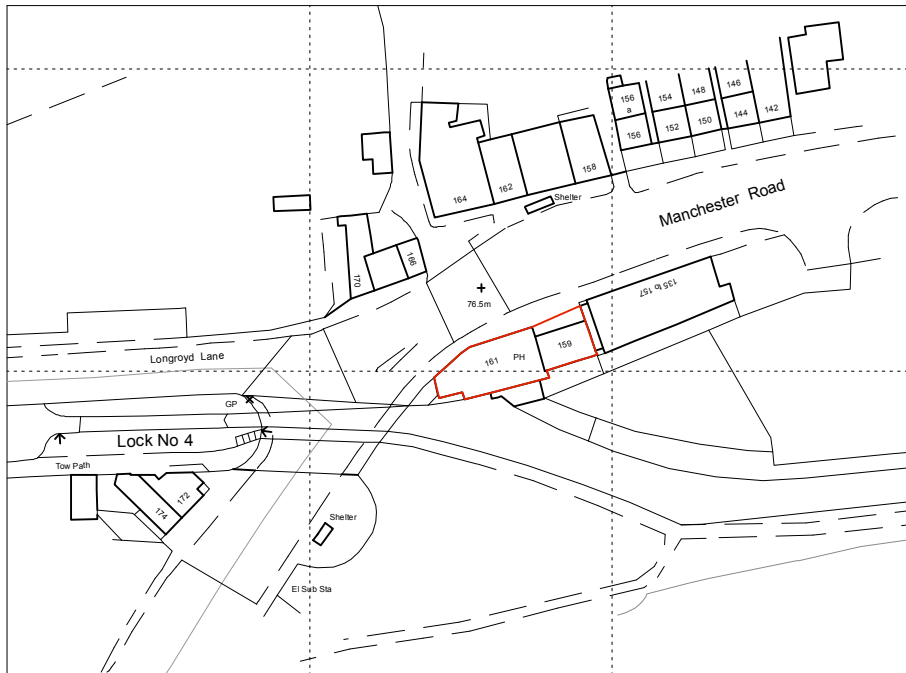 156
a
154
148
146
156
152
150
144
142
164
162
158
Shelter
Manchester Road
170
166
76.5m
135 to 157
161 PH
159
Longroyd Lane
GP
Lock No 4
Tow Path
172
174
Shelter
El Sub Sta